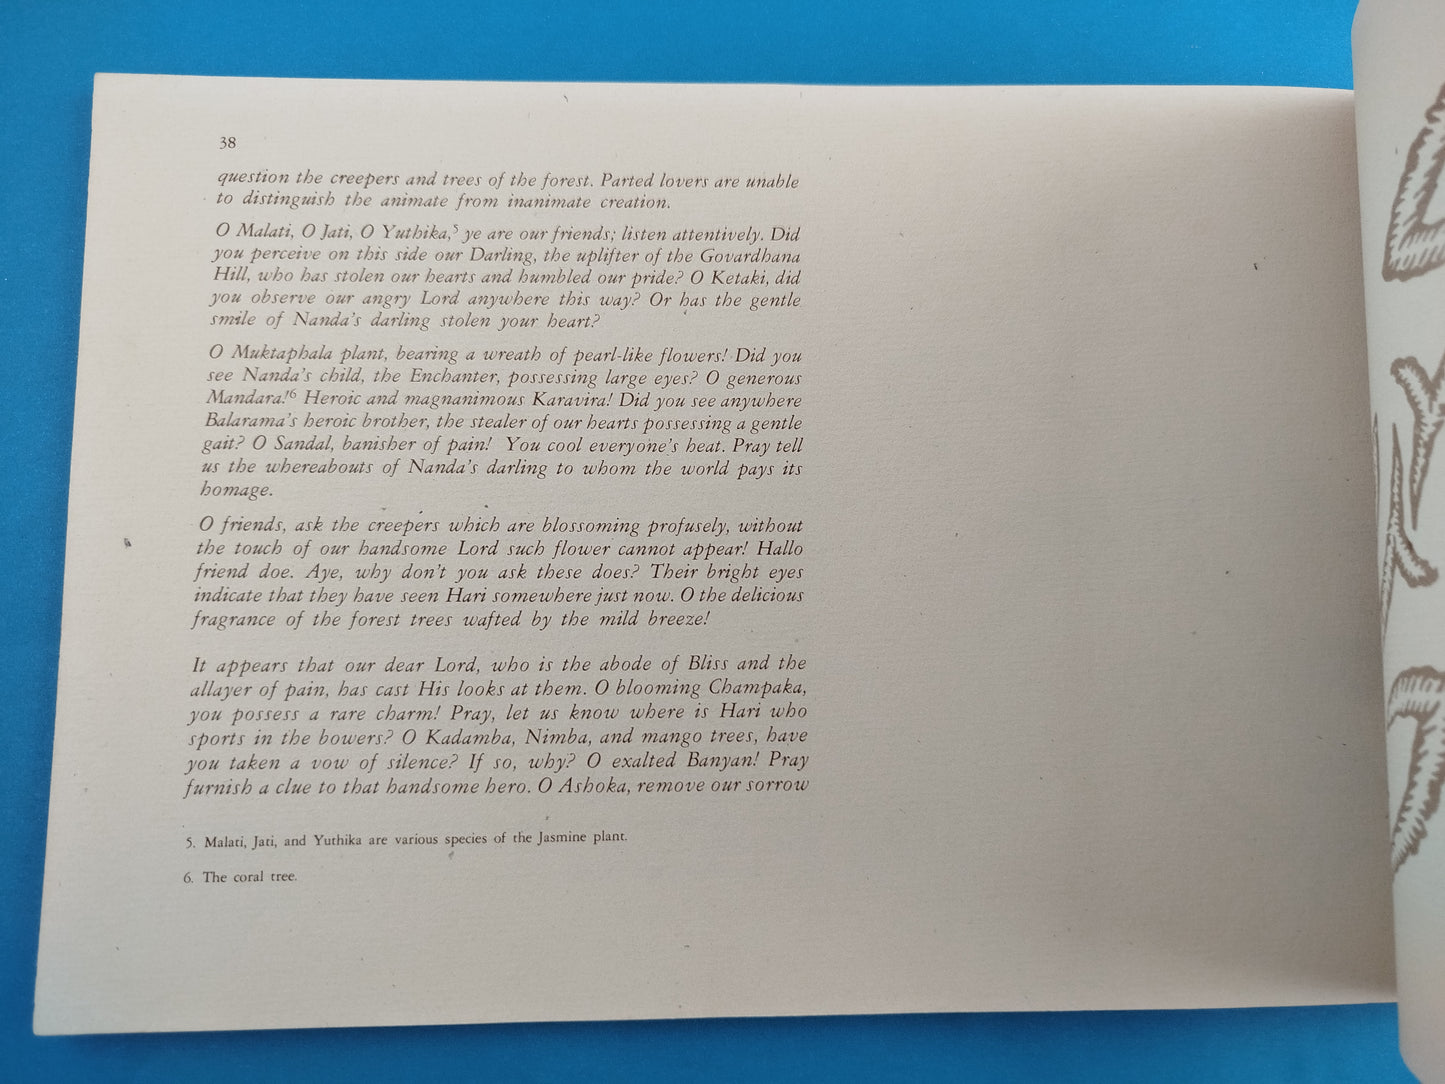 38
question the creepers and trees of the forest. Parted lovers are unable
to distinguish the animate from inanimate creation.
O Malati, O Jati, O Yuthika,⁵ ye are our friends; listen attentively. Did
you perceive on this side our Darling, the uplifter of the Govardhana
Hill, who has stolen our hearts and humbled our pride? O Ketaki, did
you observe our angry Lord anywhere this way? Or has the gentle
smile of Nanda's darling stolen your heart?
O Muktaphala plant, bearing a wreath of pearl-like flowers! Did you
see Nanda's child, the Enchanter, possessing large eyes? O generous
Mandara!⁶ Heroic and magnanimous Karavira! Did you see anywhere
Balarama's heroic brother, the stealer of our hearts possessing a gentle
gait? O Sandal, banisher of pain! You cool everyone's heat. Pray tell
us the whereabouts of Nanda's darling to whom the world pays its
homage.
O friends, ask the creepers which are blossoming profusely, without
the touch of our handsome Lord such flower cannot appear! Hallo
friend doe. Aye, why don't you ask these does? Their bright eyes
indicate that they have seen Hari somewhere just now. O the delicious
fragrance of the forest trees wafted by the mild breeze!
It appears that our dear Lord, who is the abode of Bliss and the
allayer of pain, has cast His looks at them. O blooming Champaka,
you possess a rare charm! Pray, let us know where is Hari who
sports in the bowers? O Kadamba, Nimba, and mango trees, have
you taken a vow of silence? If so, why? O exalted Banyan! Pray
furnish a clue to that handsome hero. O Ashoka, remove our sorrow
5. Malati, Jati, and Yuthika are various species of the Jasmine plant.
6. The coral tree.